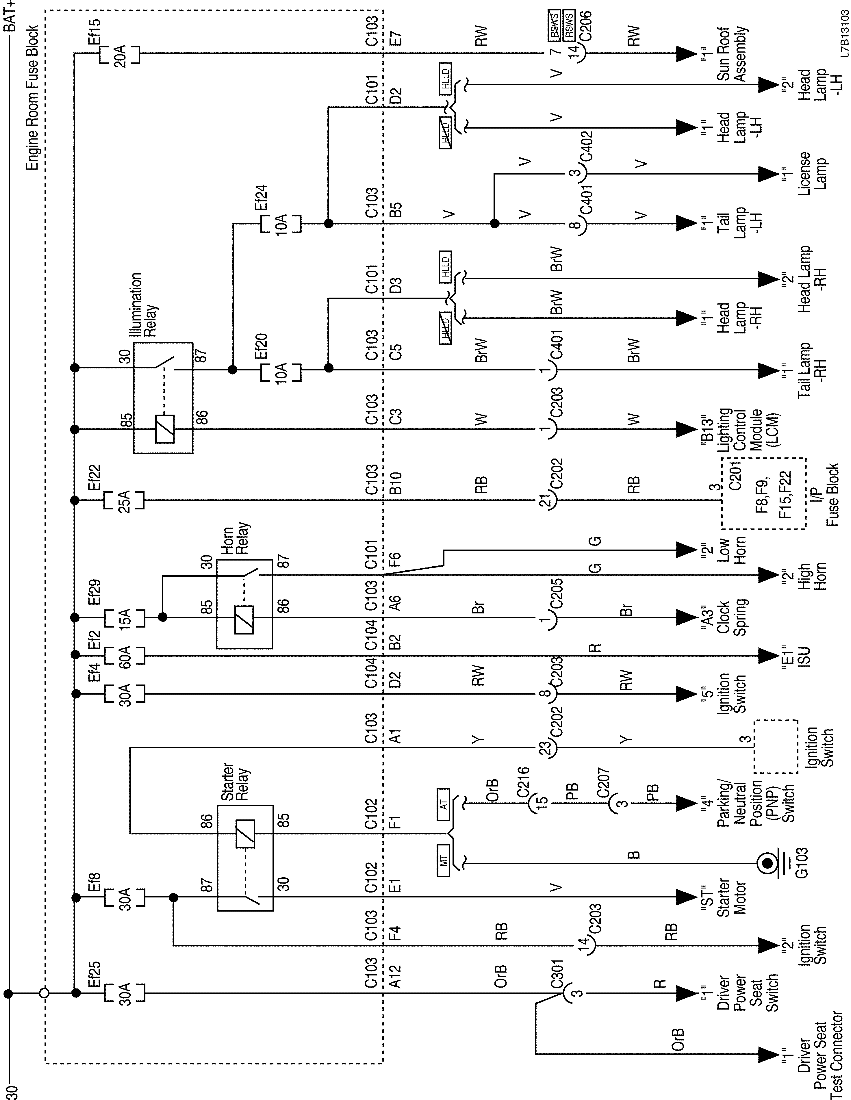 30
BAT+
Engine Room Fuse Block
Ef25
30A
C103
A12
OrB
C301
3
R
"1"
Driver
Power
Seat
Switch
OrB
"1"
Driver
Power Seat
Test Connector
C103
F4
RB
C203
14
RB
"2"
Ignition
Switch
Ef8
30A
Starter
Relay
87
30
86
85
C102
E1
V
"ST"
Starter
Motor
C102
F1
MT
B
G103
AT
OrB
C216
15
PB
C207
3
PB
"4"
Parking/
Neutral
Position
(PNP)
Switch
C103
A1
Y
C202
23
Y
3
Ignition
Switch
Ef4
30A
C104
D2
RW
C203
8
RW
"5"
Ignition
Switch
Ef2
60A
C104
B2
R
"E1"
ISU
Ef29
15A
Horn
Relay
85
86
30
87
C103
A6
Br
C205
1
Br
"A3"
Clock
Spring
C101
F6
G
"2"
High
Horn
G
"2"
Low
Horn
Ef22
25A
C103
B10
RB
C202
21
RB
3
C201
F8,F9,
F15,F22
I/P
Fuse Block
Illumination
Relay
85
86
30
87
C103
C3
W
C203
1
W
"B13"
Lighting
Control
Module
(LCM)
Ef20
10A
C103
C5
BrW
C401
1
BrW
"1"
Tail Lamp
-RH
C101
D3
HLLD
BrW
"1"
Head
Lamp
-RH
HLLD
BrW
"2"
Head Lamp
-RH
Ef24
10A
C103
B5
V
V
C401
8
V
"1"
Tail
Lamp
-LH
V
C402
3
V
"1"
License
Lamp
C101
D2
HLLD
V
"1"
Head
Lamp
-LH
HLLD
V
"2"
Head
Lamp
-LH
Ef15
20A
C103
E7
RW
7
14
C206
RW
"1"
Sun Roof
Assembly
L7B13103